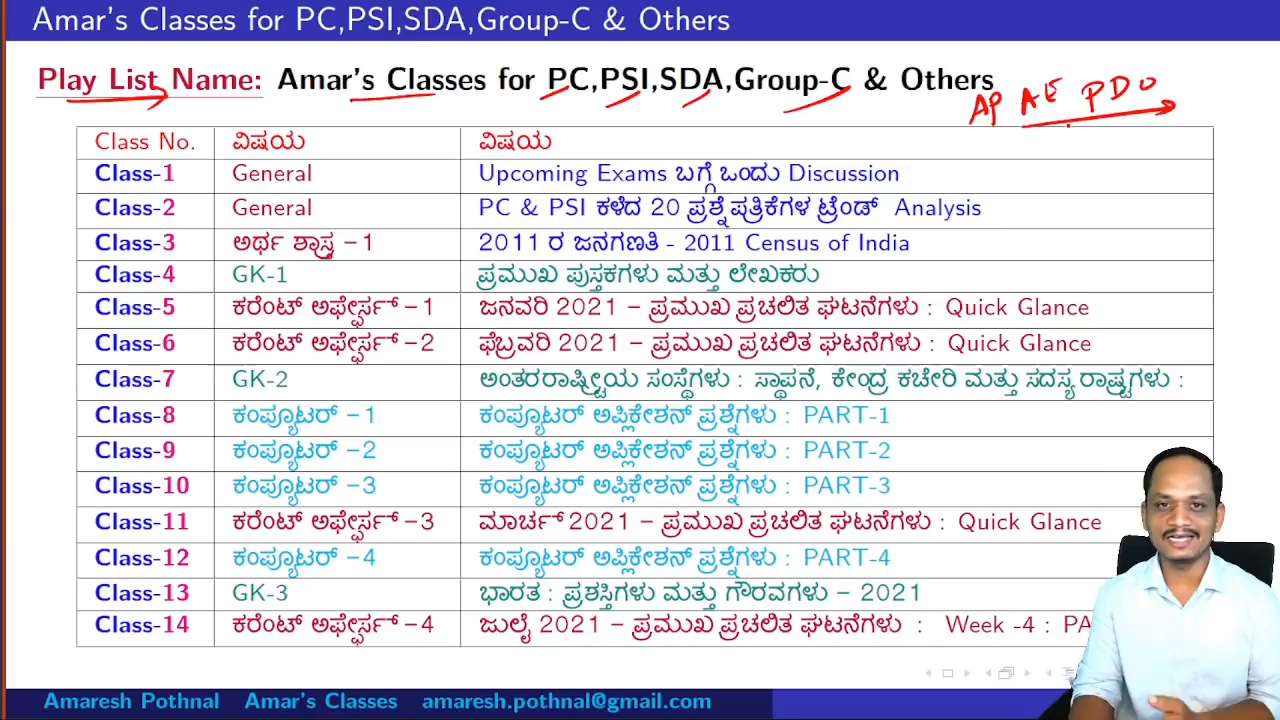 Amar's Classes for PC,PSI,SDA,Group-C & Others
Play List Name: Amar's Classes for PC,PSI,SDA,Group-C & Others
AP AE PDO
Class No. ವಿಷಯ ವಿಷಯ
Class-1 General Upcoming Exams ಬಗ್ಗೆ ಒಂದು Discussion
Class-2 General PC & PSI ಕಳೆದ 20 ಪ್ರಶ್ನೆ ಪತ್ರಿಕೆಗಳ ಟ್ರೆಂಡ್ Analysis
Class-3 ಅರ್ಥ ಶಾಸ್ತ್ರ –1 2011 ರ ಜನಗಣತಿ - 2011 Census of India
Class-4 GK-1 ಪ್ರಮುಖ ಪುಸ್ತಕಗಳು ಮತ್ತು ಲೇಖಕರು
Class-5 ಕರೆಂಟ್ ಅಫೇರ್ಸ್ –1 ಜನವರಿ 2021 – ಪ್ರಮುಖ ಪ್ರಚಲಿತ ಘಟನೆಗಳು : Quick Glance
Class-6 ಕರೆಂಟ್ ಅಫೇರ್ಸ್ –2 ಫೆಬ್ರವರಿ 2021 – ಪ್ರಮುಖ ಪ್ರಚಲಿತ ಘಟನೆಗಳು : Quick Glance
Class-7 GK-2 ಅಂತರರಾಷ್ಟ್ರೀಯ ಸಂಸ್ಥೆಗಳು : ಸ್ಥಾಪನೆ, ಕೇಂದ್ರ ಕಚೇರಿ ಮತ್ತು ಸದಸ್ಯ ರಾಷ್ಟ್ರಗಳು :
Class-8 ಕಂಪ್ಯೂಟರ್ –1 ಕಂಪ್ಯೂಟರ್ ಅಪ್ಲಿಕೇಶನ್ ಪ್ರಶ್ನೆಗಳು : PART-1
Class-9 ಕಂಪ್ಯೂಟರ್ –2 ಕಂಪ್ಯೂಟರ್ ಅಪ್ಲಿಕೇಶನ್ ಪ್ರಶ್ನೆಗಳು : PART-2
Class-10 ಕಂಪ್ಯೂಟರ್ –3 ಕಂಪ್ಯೂಟರ್ ಅಪ್ಲಿಕೇಶನ್ ಪ್ರಶ್ನೆಗಳು : PART-3
Class-11 ಕರೆಂಟ್ ಅಫೇರ್ಸ್ –3 ಮಾರ್ಚ್ 2021 – ಪ್ರಮುಖ ಪ್ರಚಲಿತ ಘಟನೆಗಳು : Quick Glance
Class-12 ಕಂಪ್ಯೂಟರ್ –4 ಕಂಪ್ಯೂಟರ್ ಅಪ್ಲಿಕೇಶನ್ ಪ್ರಶ್ನೆಗಳು : PART-4
Class-13 GK-3 ಭಾರತ : ಪ್ರಶಸ್ತಿಗಳು ಮತ್ತು ಗೌರವಗಳು – 2021
Class-14 ಕರೆಂಟ್ ಅಫೇರ್ಸ್ –4 ಜುಲೈ 2021 – ಪ್ರಮುಖ ಪ್ರಚಲಿತ ಘಟನೆಗಳು : Week -4 :
Amaresh Pothnal Amar's Classes amaresh.pothnal@gmail.com